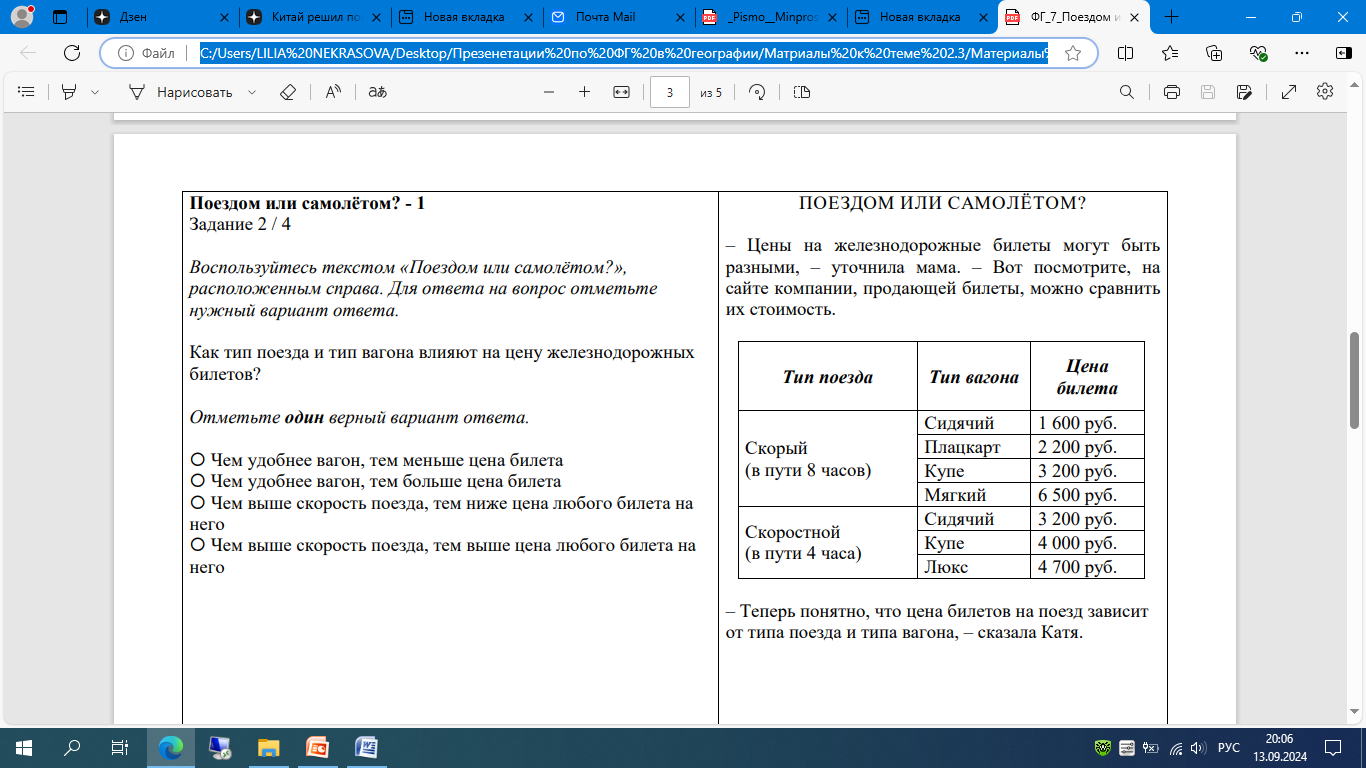 Дзен
Китай решил по
Новая вкладка
Почта Mail
_Pismo__Minpros
Новая вкладка
ФГ_7_Поездом и
Файл
C:/Users/LILIA%20NEKRASOVA/Desktop/Презенетации%20по%20ФГ%20в%20географии/Матриалы%20к%20теме%202.3/Материалы%
Нарисовать
3
из 5
Поездом или самолётом? - 1
Задание 2 / 4
Воспользуйтесь текстом «Поездом или самолётом?»,
расположенным справа. Для ответа на вопрос отметьте
нужный вариант ответа.
Как тип поезда и тип вагона влияют на цену железнодорожных
билетов?
Отметьте один верный вариант ответа.
Чем удобнее вагон, тем меньше цена билета
Чем удобнее вагон, тем больше цена билета
Чем выше скорость поезда, тем ниже цена любого билета на
него
Чем выше скорость поезда, тем выше цена любого билета на
него
ПОЕЗДОМ ИЛИ САМОЛЁТОМ?
– Цены на железнодорожные билеты могут быть
разными, – уточнила мама. – Вот посмотрите, на
сайте компании, продающей билеты, можно сравнить
их стоимость.
Тип поезда Тип вагона Цена
билета
Скорый
(в пути 8 часов)
Сидячий 1 600 руб.
Плацкарт 2 200 руб.
Купе 3 200 руб.
Мягкий 6 500 руб.
Скоростной
(в пути 4 часа)
Сидячий 3 200 руб.
Купе 4 000 руб.
Люкс 4 700 руб.
– Теперь понятно, что цена билетов на поезд зависит
от типа поезда и типа вагона, – сказала Катя.
РУС
20:06
13.09.2024